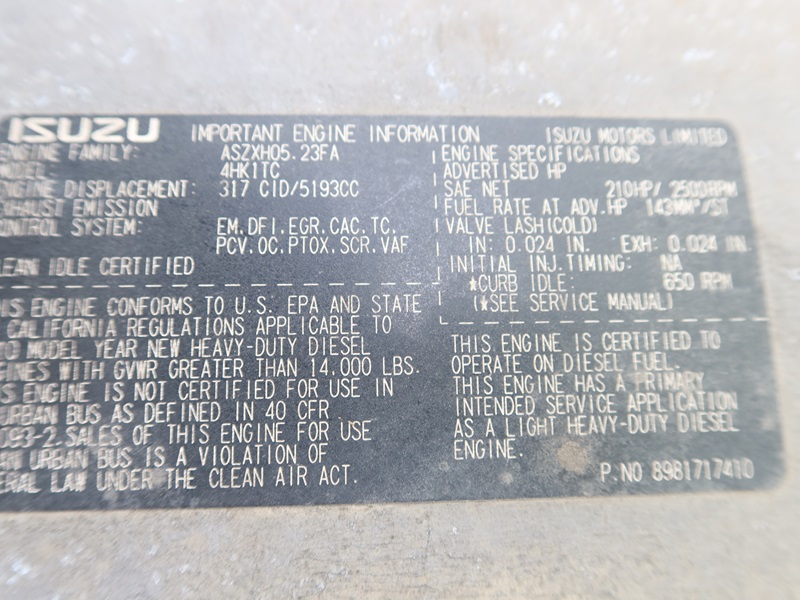 ISUZU IMPORTANT ENGINE INFORMATION ISUZU MOTORS LIMITED
ENGINE FAMILY: ASZXH05.23FA
MODEL: 4HK1TC
ENGINE DISPLACEMENT: 317 CID/5193CC
EXHAUST EMISSION
CONTROL SYSTEM: EM.DFI.EGR.CAC.TC.
PCV.OC.PTOX.SCR.VAF
CLEAN IDLE CERTIFIED
ENGINE SPECIFICATIONS
ADVERTISED HP
SAE NET 210HP/ 2500RPM
FUEL RATE AT ADV.HP 143MM³/ST
VALVE LASH(COLD)
IN: 0.024 IN. EXH: 0.024 IN.
INITIAL INJ.TIMING: NA
*CURB IDLE: 650 RPM
(*SEE SERVICE MANUAL)
THIS ENGINE CONFORMS TO U.S. EPA AND STATE
CALIFORNIA REGULATIONS APPLICABLE TO
MODEL YEAR NEW HEAVY-DUTY DIESEL
ENGINES WITH GVWR GREATER THAN 14.000 LBS.
THIS ENGINE IS NOT CERTIFIED FOR USE IN
URBAN BUS AS DEFINED IN 40 CFR
093-2.SALES OF THIS ENGINE FOR USE
AN URBAN BUS IS A VIOLATION OF
FEDERAL LAW UNDER THE CLEAN AIR ACT.
THIS ENGINE IS CERTIFIED TO
OPERATE ON DIESEL FUEL.
THIS ENGINE HAS A PRIMARY
INTENDED SERVICE APPLICATION
AS A LIGHT HEAVY-DUTY DIESEL
ENGINE.
P.NO 8981717410